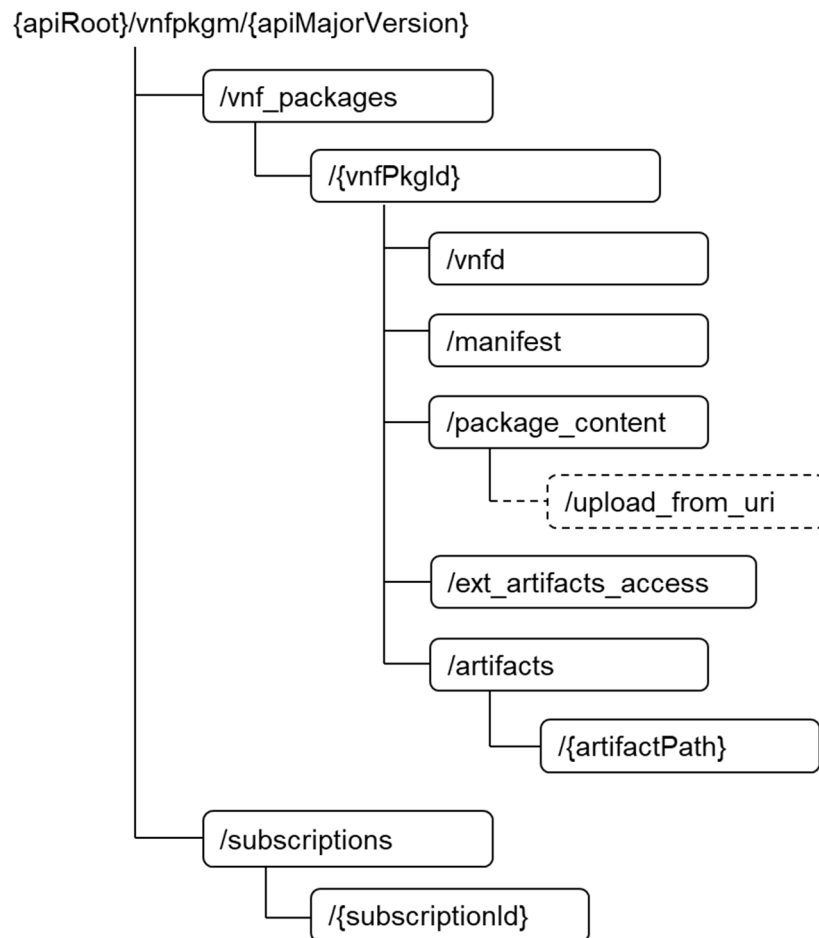 {apiRoot}/vnfpkgm/{apiMajorVersion}
/vnf_packages
/{vnfPkgId}
/vnfd
/manifest
/package_content
/upload_from_uri
/ext_artifacts_access
/artifacts
/{artifactPath}
/subscriptions
/{subscriptionId}